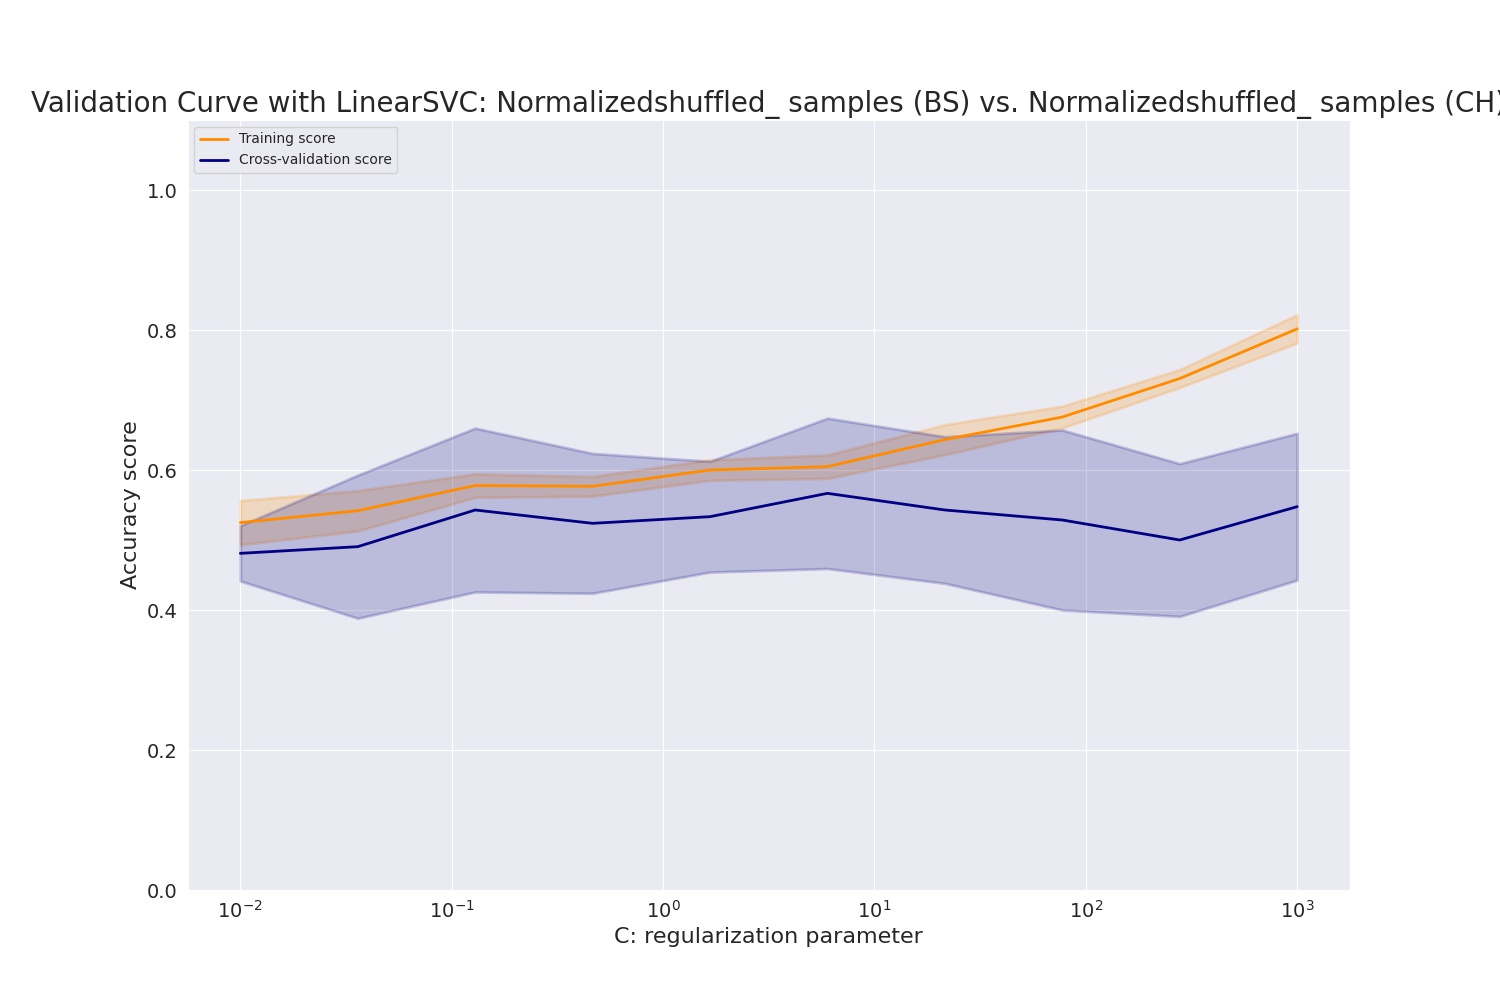 Validation Curve with LinearSVC: Normalizedshuffled_ samples (BS) vs. Normalizedshuffled_ samples (CH)
Training score
Cross-validation score
1.0
0.8
0.6
0.4
0.2
0.0
Accuracy score
10⁻² 10⁻¹ 10⁰ 10¹ 10² 10³
C: regularization parameter